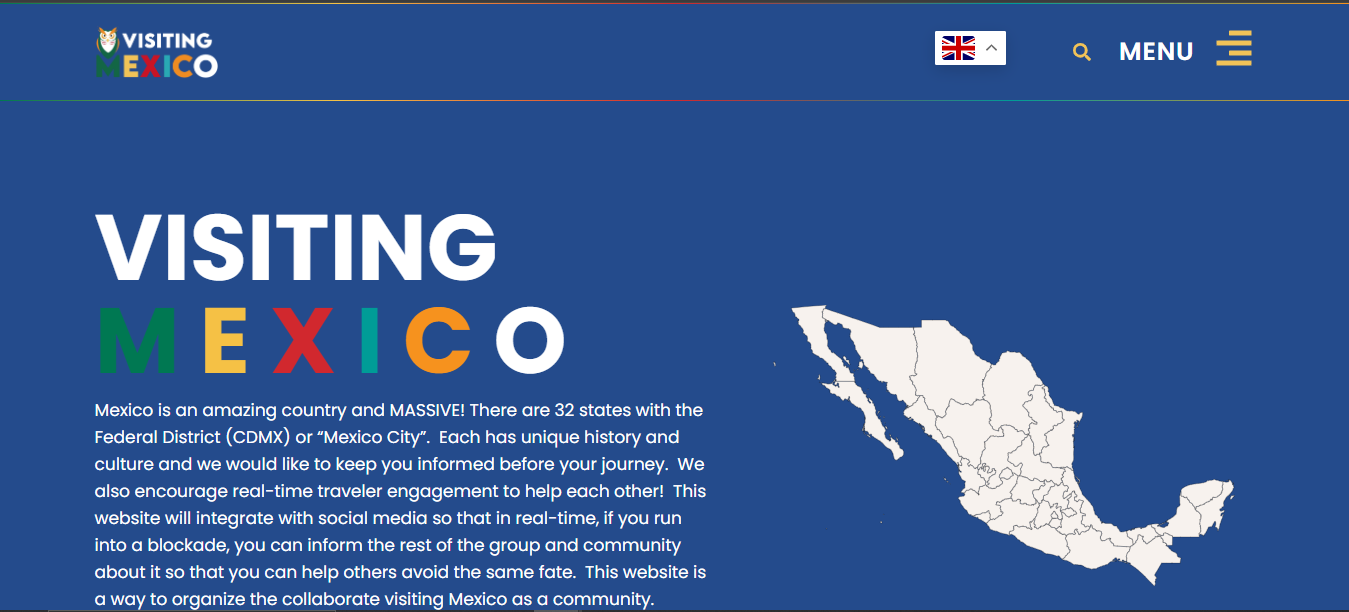 VISITING
MEXICO
MENU
VISITING
MEXICO
Mexico is an amazing country and MASSIVE! There are 32 states with the
Federal District (CDMX) or “Mexico City”.  Each has unique history and
culture and we would like to keep you informed before your journey.  We
also encourage real-time traveler engagement to help each other!  This
website will integrate with social media so that in real-time, if you run
into a blockade, you can inform the rest of the group and community
about it so that you can help others avoid the same fate.  This website is
a way to organize the collaborate visiting Mexico as a community.